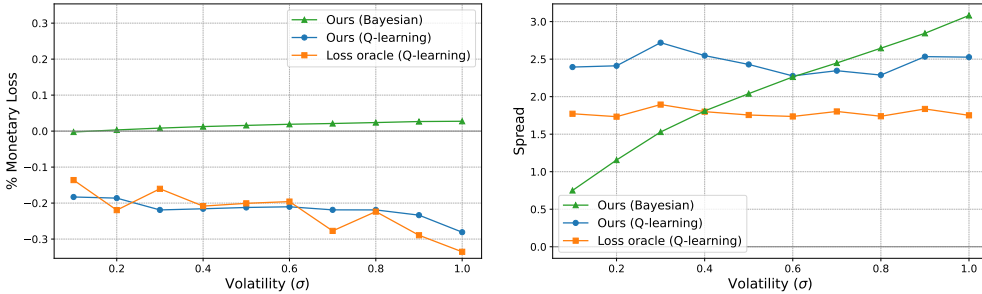 0.3
0.2
0.1
0.0
−0.1
−0.2
−0.3
% Monetary Loss
Ours (Bayesian)
Ours (Q-learning)
Loss oracle (Q-learning)
0.2 0.4 0.6 0.8 1.0
Volatility (σ)
3.0
2.5
2.0
1.5
1.0
0.5
0.0
Spread
Ours (Bayesian)
Ours (Q-learning)
Loss oracle (Q-learning)
0.2 0.4 0.6 0.8 1.0
Volatility (σ)